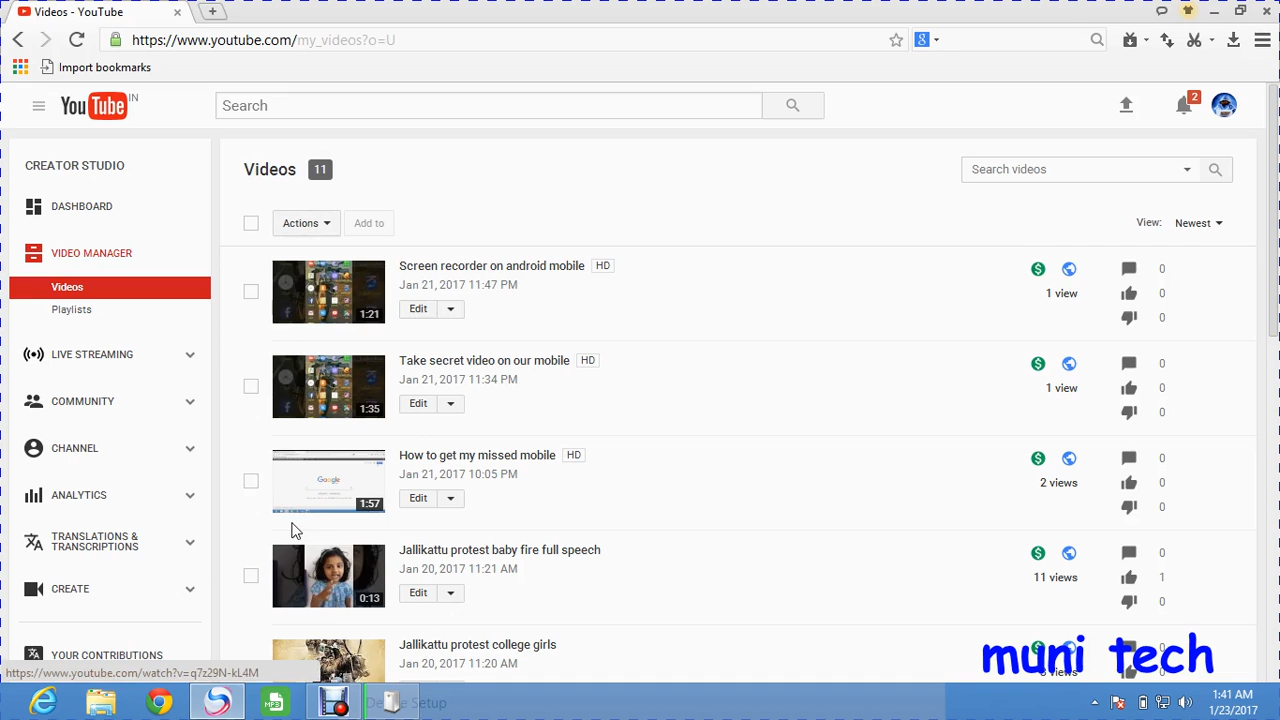 Videos - YouTube
https://www.youtube.com/my_videos?o=U
Import bookmarks
YouTube IN
Search
2
CREATOR STUDIO
DASHBOARD
VIDEO MANAGER
Videos
Playlists
LIVE STREAMING
COMMUNITY
CHANNEL
ANALYTICS
TRANSLATIONS &
TRANSCRIPTIONS
CREATE
YOUR CONTRIBUTIONS
Videos 11
Search videos
Actions
Add to
View: Newest
Screen recorder on android mobile HD
Jan 21, 2017 11:47 PM
Edit
1:21
1 view
0
0
0
Take secret video on our mobile HD
Jan 21, 2017 11:34 PM
Edit
1:35
1 view
0
0
0
How to get my missed mobile HD
Jan 21, 2017 10:05 PM
Edit
Google
1:57
2 views
0
0
0
Jallikattu protest baby fire full speech
Jan 20, 2017 11:21 AM
Edit
0:13
11 views
0
1
0
Jallikattu protest college girls
Jan 20, 2017 11:20 AM
muni tech
https://www.youtube.com/watch?v=q7z29N-kL4M
MP3
Setup
1:41 AM
1/23/2017